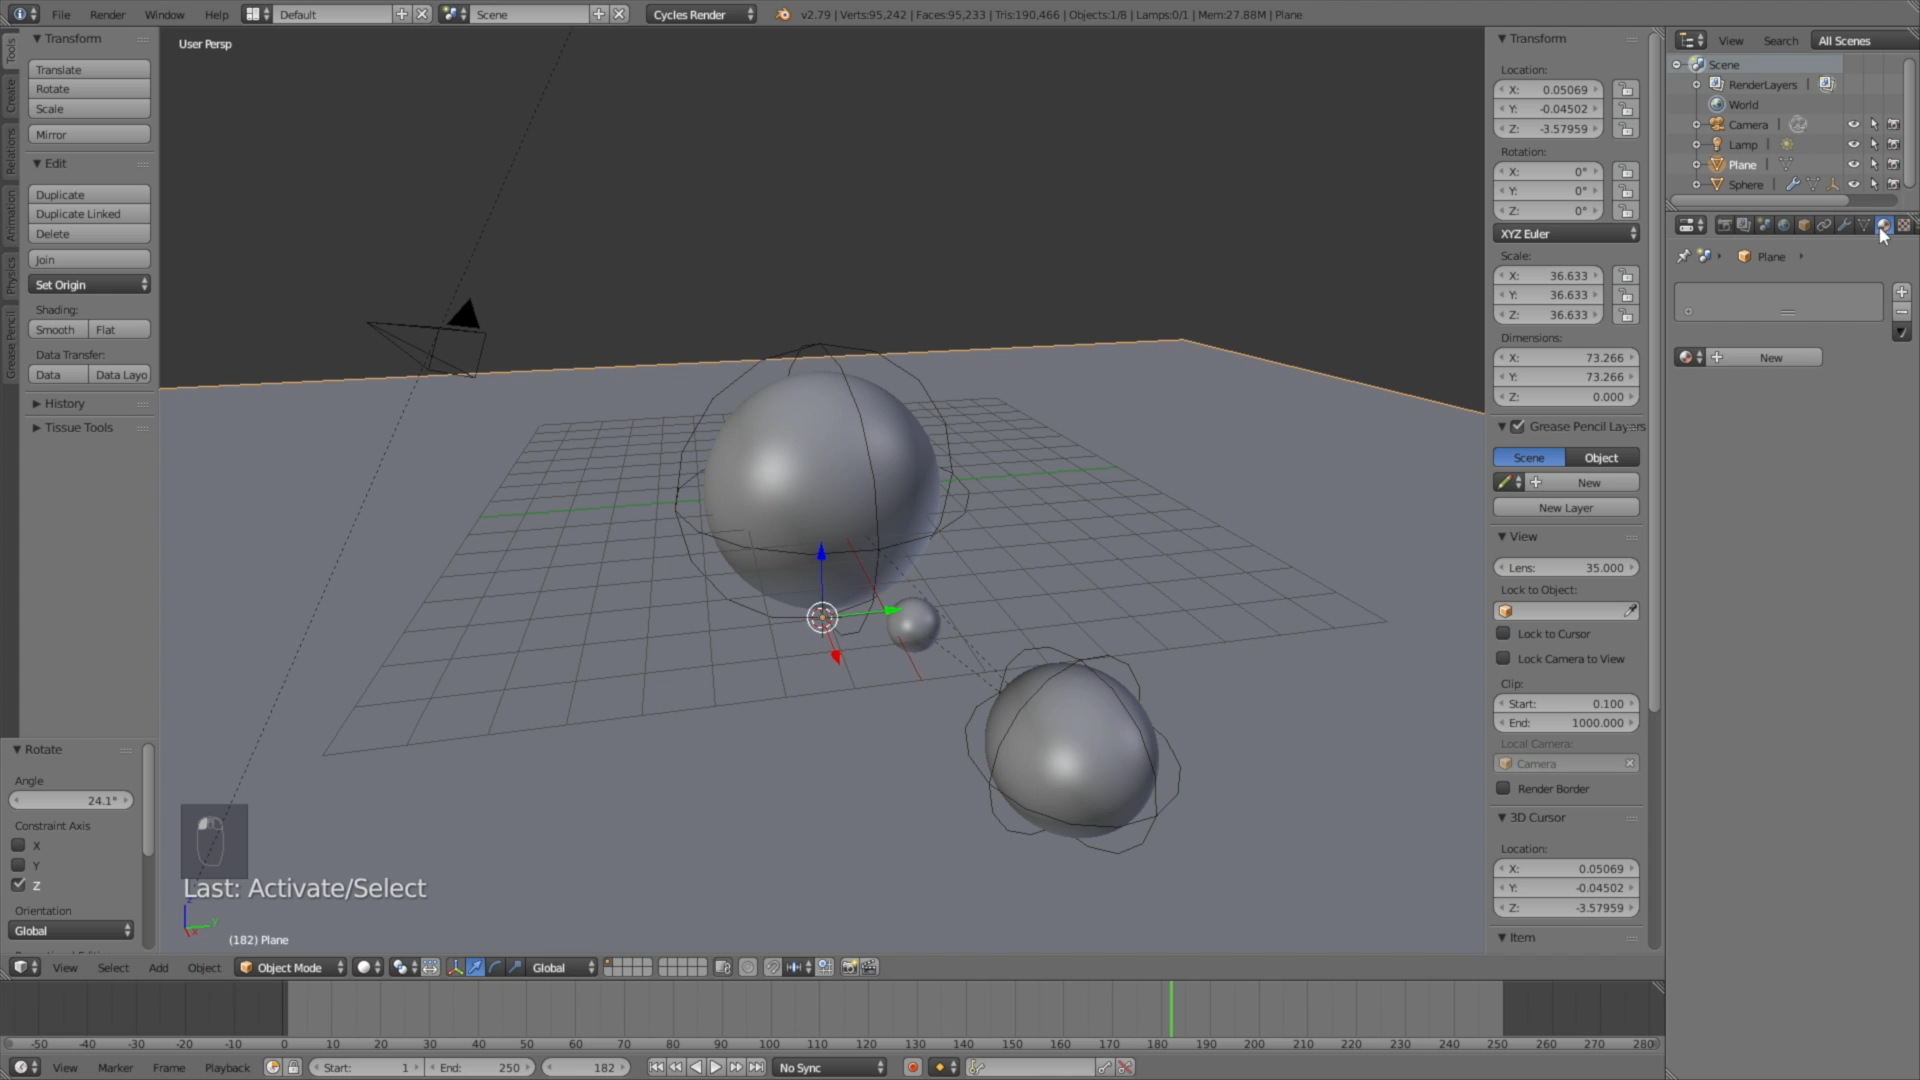 File Render Window Help Default Scene Cycles Render v2.79 | Verts:95,242 | Faces:95,233 | Tris:190,466 | Objects:1/8 | Lamps:0/1 | Mem:27.88M | Plane
Tools
Create
Relations
Animation
Physics
Grease Pencil
Transform
Translate
Rotate
Scale
Mirror
Edit
Duplicate
Duplicate Linked
Delete
Join
Set Origin
Shading:
Smooth Flat
Data Transfer:
Data Data Layo
History
Tissue Tools
Rotate
Angle
24.1°
Constraint Axis
X
Y
Z
Orientation
Global
User Persp
Last: Activate/Select
(182) Plane
Transform
Location:
X: 0.05069
Y: -0.04502
Z: -3.57959
Rotation:
X: 0°
Y: 0°
Z: 0°
XYZ Euler
Scale:
X: 36.633
Y: 36.633
Z: 36.633
Dimensions:
X: 73.266
Y: 73.266
Z: 0.000
Grease Pencil Layers
Scene Object
New
New Layer
View
Lens: 35.000
Lock to Object:
Lock to Cursor
Lock Camera to View
Clip:
Start: 0.100
End: 1000.000
Local Camera:
Camera
Render Border
3D Cursor
Location:
X: 0.05069
Y: -0.04502
Z: -3.57959
Item
View Search All Scenes
Scene
RenderLayers
World
Camera
Lamp
Plane
Sphere
Plane
New
View Select Add Object Object Mode Global
-50 -40 -30 -20 -10 0 10 20 30 40 50 60 70 80 90 100 110 120 130 140 150 160 170 180 190 200 210 220 230 240 250 260 270 280
View Marker Frame Playback Start: 1 End: 250 182 No Sync